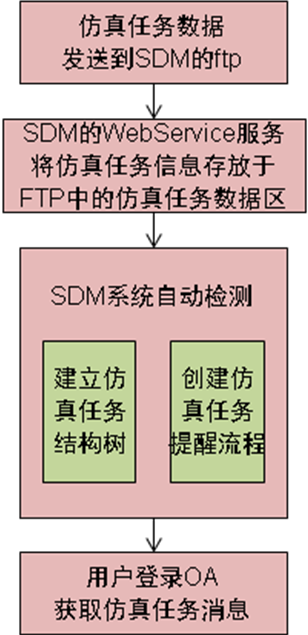 仿真任务数据
发送到SDM的ftp
SDM的WebService服务
将仿真任务信息存放于
FTP中的仿真任务数据区
SDM系统自动检测
建立仿
真任务
结构树
创建仿
真任务
提醒流程
用户登录OA
获取仿真任务消息